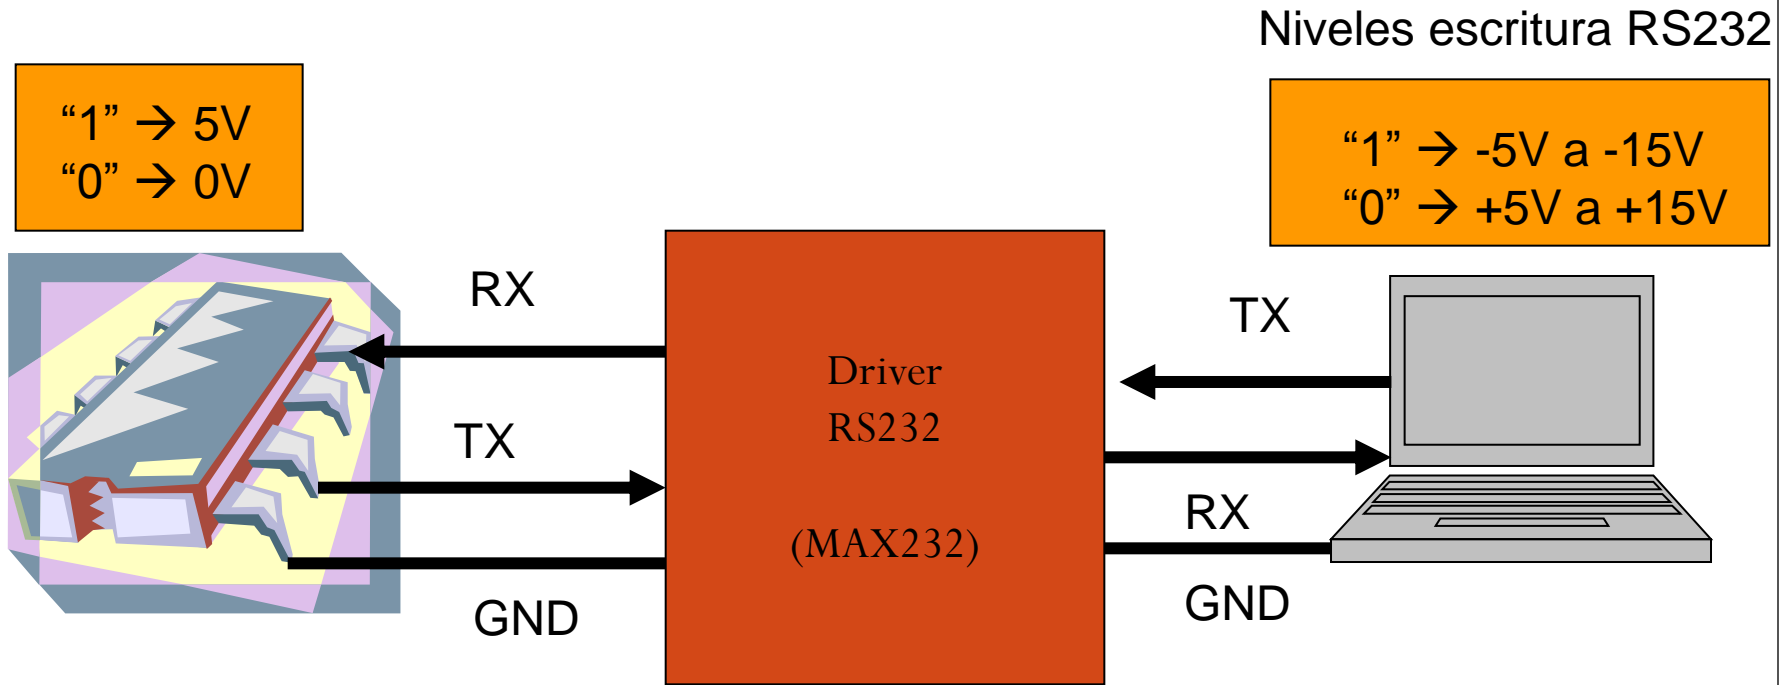 Niveles escritura RS232
“1” → 5V
“0” → 0V
“1” → -5V a -15V
“0” → +5V a +15V
RX
TX
GND
Driver
RS232
(MAX232)
TX
RX
GND